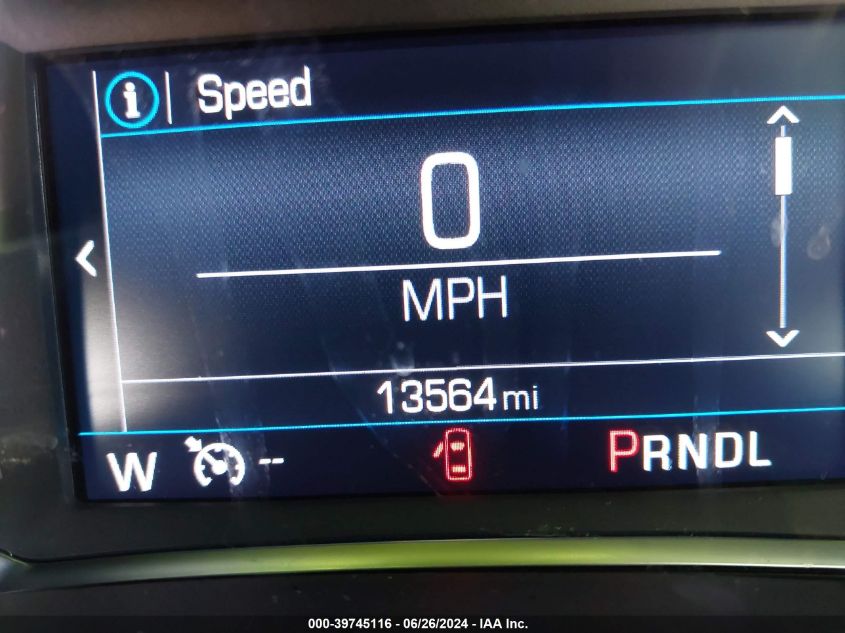 Speed
0
MPH
13564 mi
W -- PRNDL
000-39745116 - 06/26/2024 - IAA Inc.